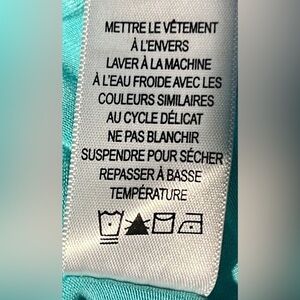 METTRE LE VÊTEMENT
À L'ENVERS
LAVER À LA MACHINE
À L'EAU FROIDE AVEC LES
COULEURS SIMILAIRES
AU CYCLE DÉLICAT
NE PAS BLANCHIR
SUSPENDRE POUR SÉCHER
REPASSER À BASSE
TEMPÉRATURE